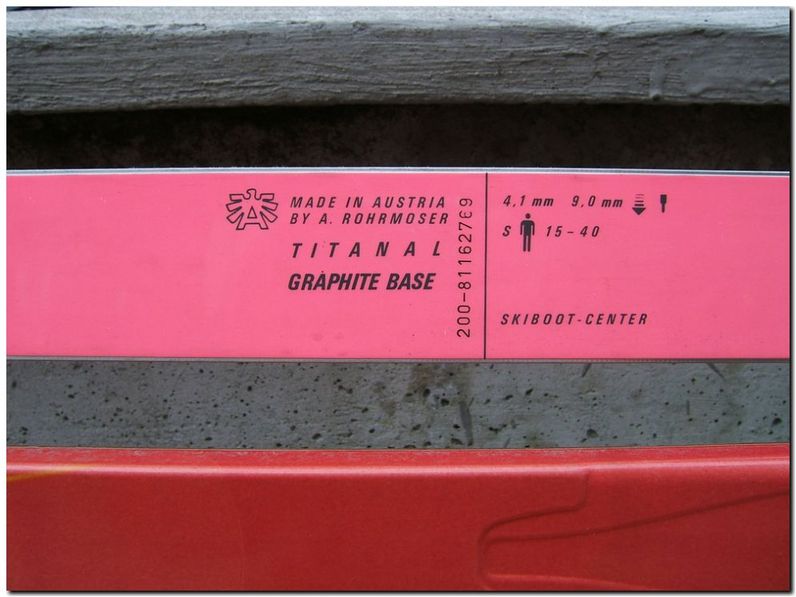 MADE IN AUSTRIA
BY A. ROHRMOSER
TITANAL
GRAPHITE BASE
200-81162769
4,1 mm 9,0 mm
S 15-40
SKIBOOT-CENTER